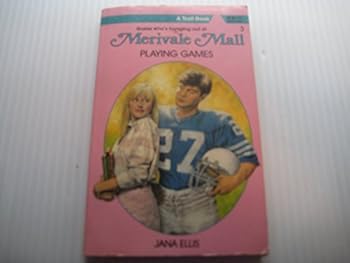 A Troll Book
Guess who's hanging out at
3
Merivale Mall
PLAYING GAMES
27
JANA ELLIS